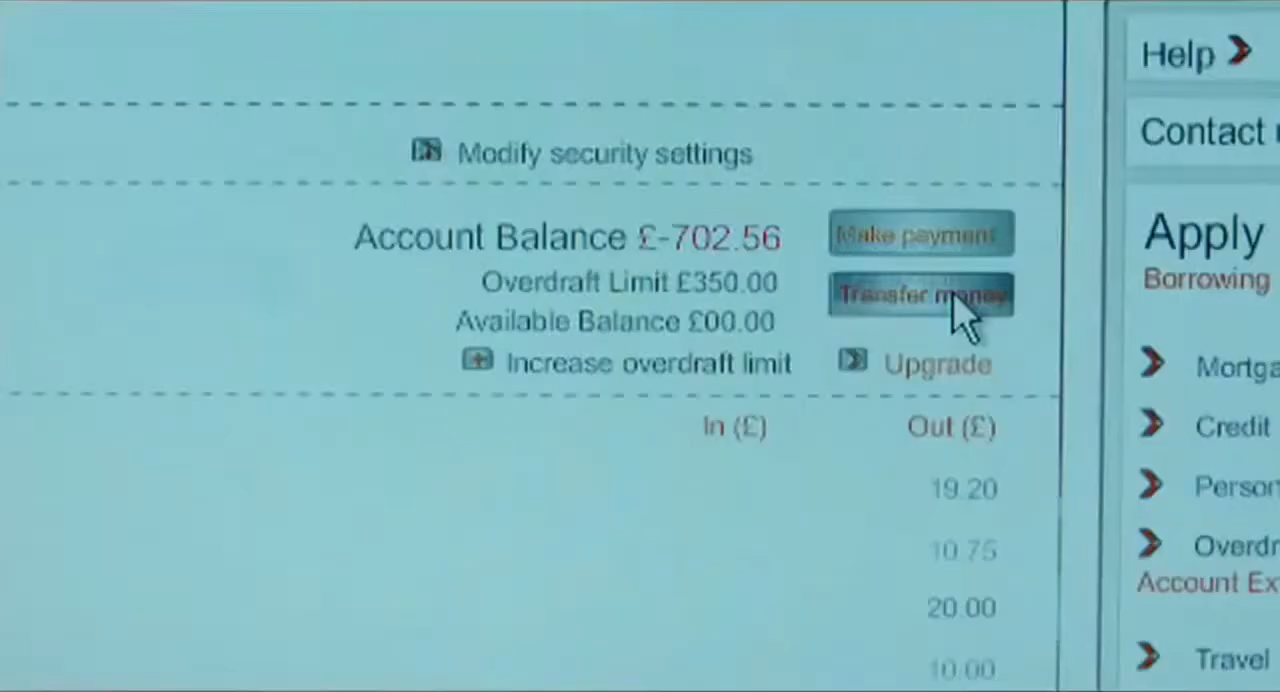 Help
Contact
Modify security settings
Account Balance £-702.56
Make payment
Overdraft Limit £350.00
Transfer money
Available Balance £00.00
Increase overdraft limit
Upgrade
In (£)
Out (£)
19.20
10.75
20.00
10.00
Apply
Borrowing
Mortga
Credit
Person
Overdr
Account Ex
Travel